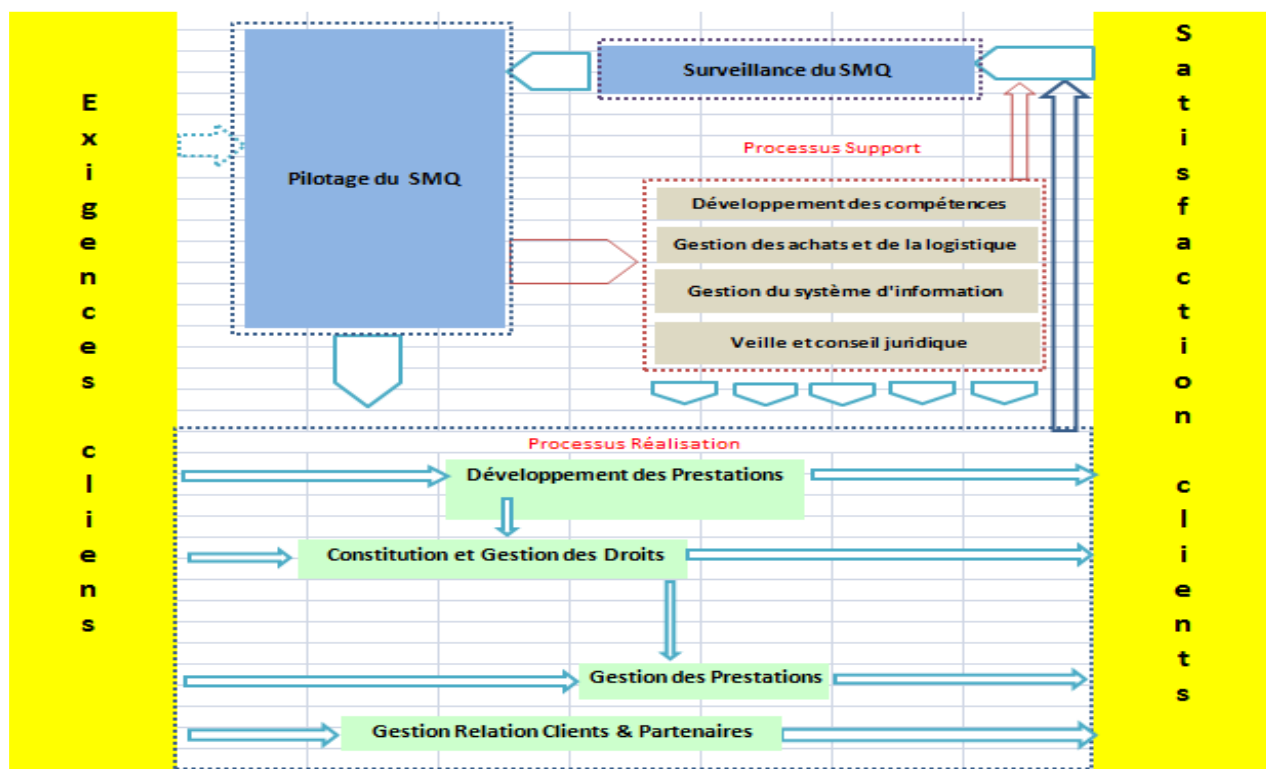 Exigences cliens
Surveillance du SMQ
Pilotage du SMQ
Processus Support
Développement des compétences
Gestion des achats et de la logistique
Gestion du système d'information
Veille et conseil juridique
Processus Réalisation
Développement des Prestations
Constitution et Gestion des Droits
Gestion des Prestations
Gestion Relation Clients & Partenaires
Satisfaction clients